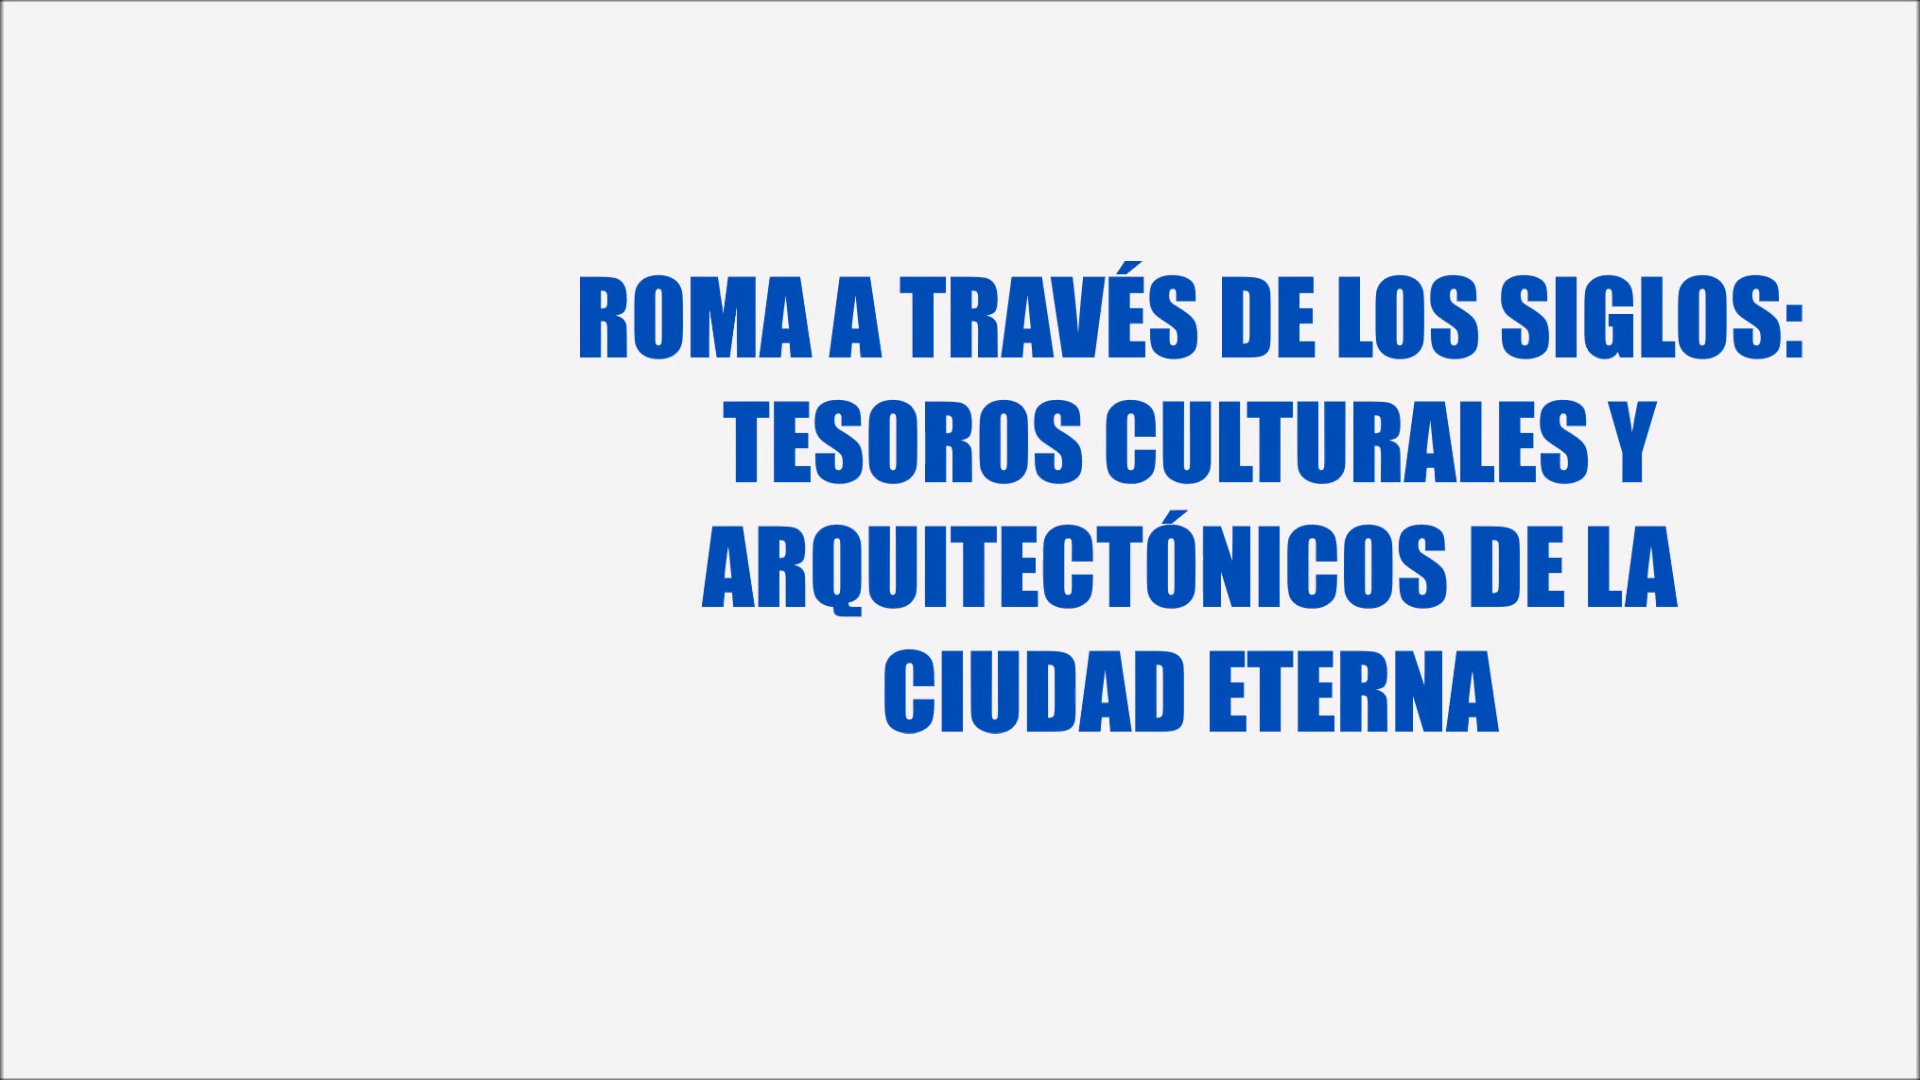 ROMA A TRAVÉS DE LOS SIGLOS:
TESOROS CULTURALES Y
ARQUITECTÓNICOS DE LA
CIUDAD ETERNA